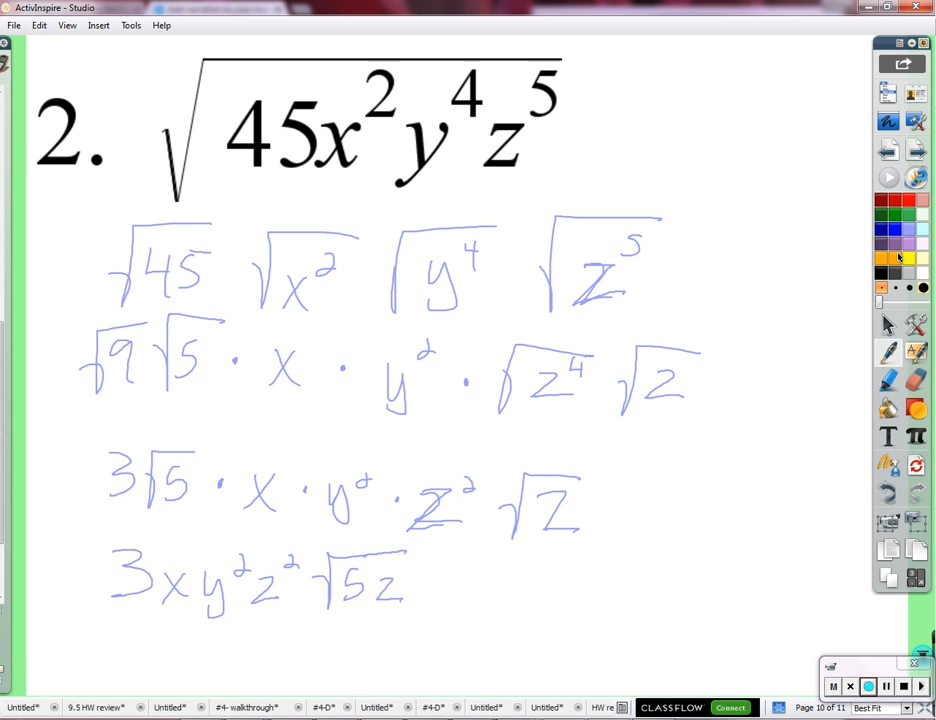 ActivInspire - Studio
File Edit View Insert Tools Help
2. √(45x²y⁴z⁵)
√45 √x² √y⁴ √z⁵
√9 √5 · x · y² · √z⁴ √z
3√5 · x · y² · z² √z
3xy²z² √5z
M
Untitled* 9.5 HW review* Untitled* #4- walkthrough* #4-D* Untitled* #4-D* Untitled* Untitled* HW re CLASSFLOW Connect Page 10 of 11 Best Fit